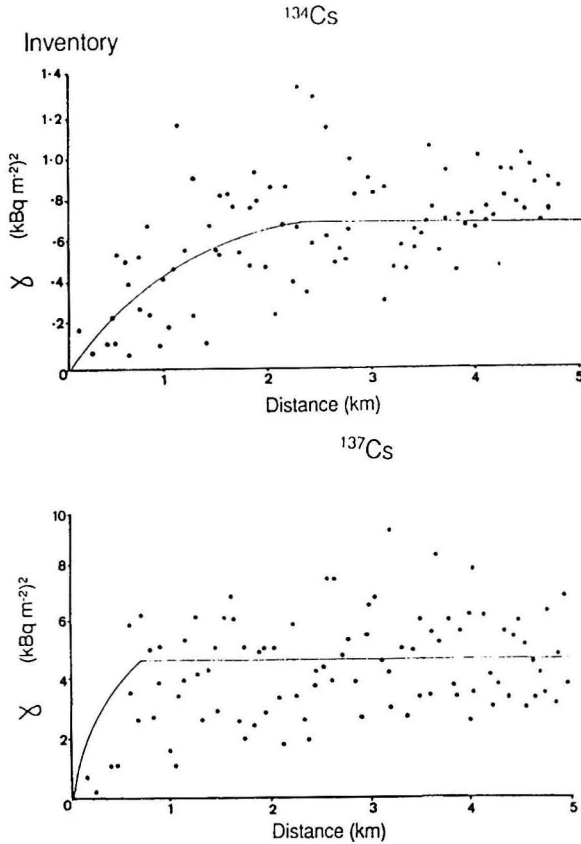 ¹³⁴Cs
Inventory
γ (kBq m⁻²)²
1·4
1·2
1·0
·8
·6
·4
·2
0 1 2 3 4 5
Distance (km)
¹³⁷Cs
γ (kBq m⁻²)²
10
8
6
4
2
0 1 2 3 4 5
Distance (km)